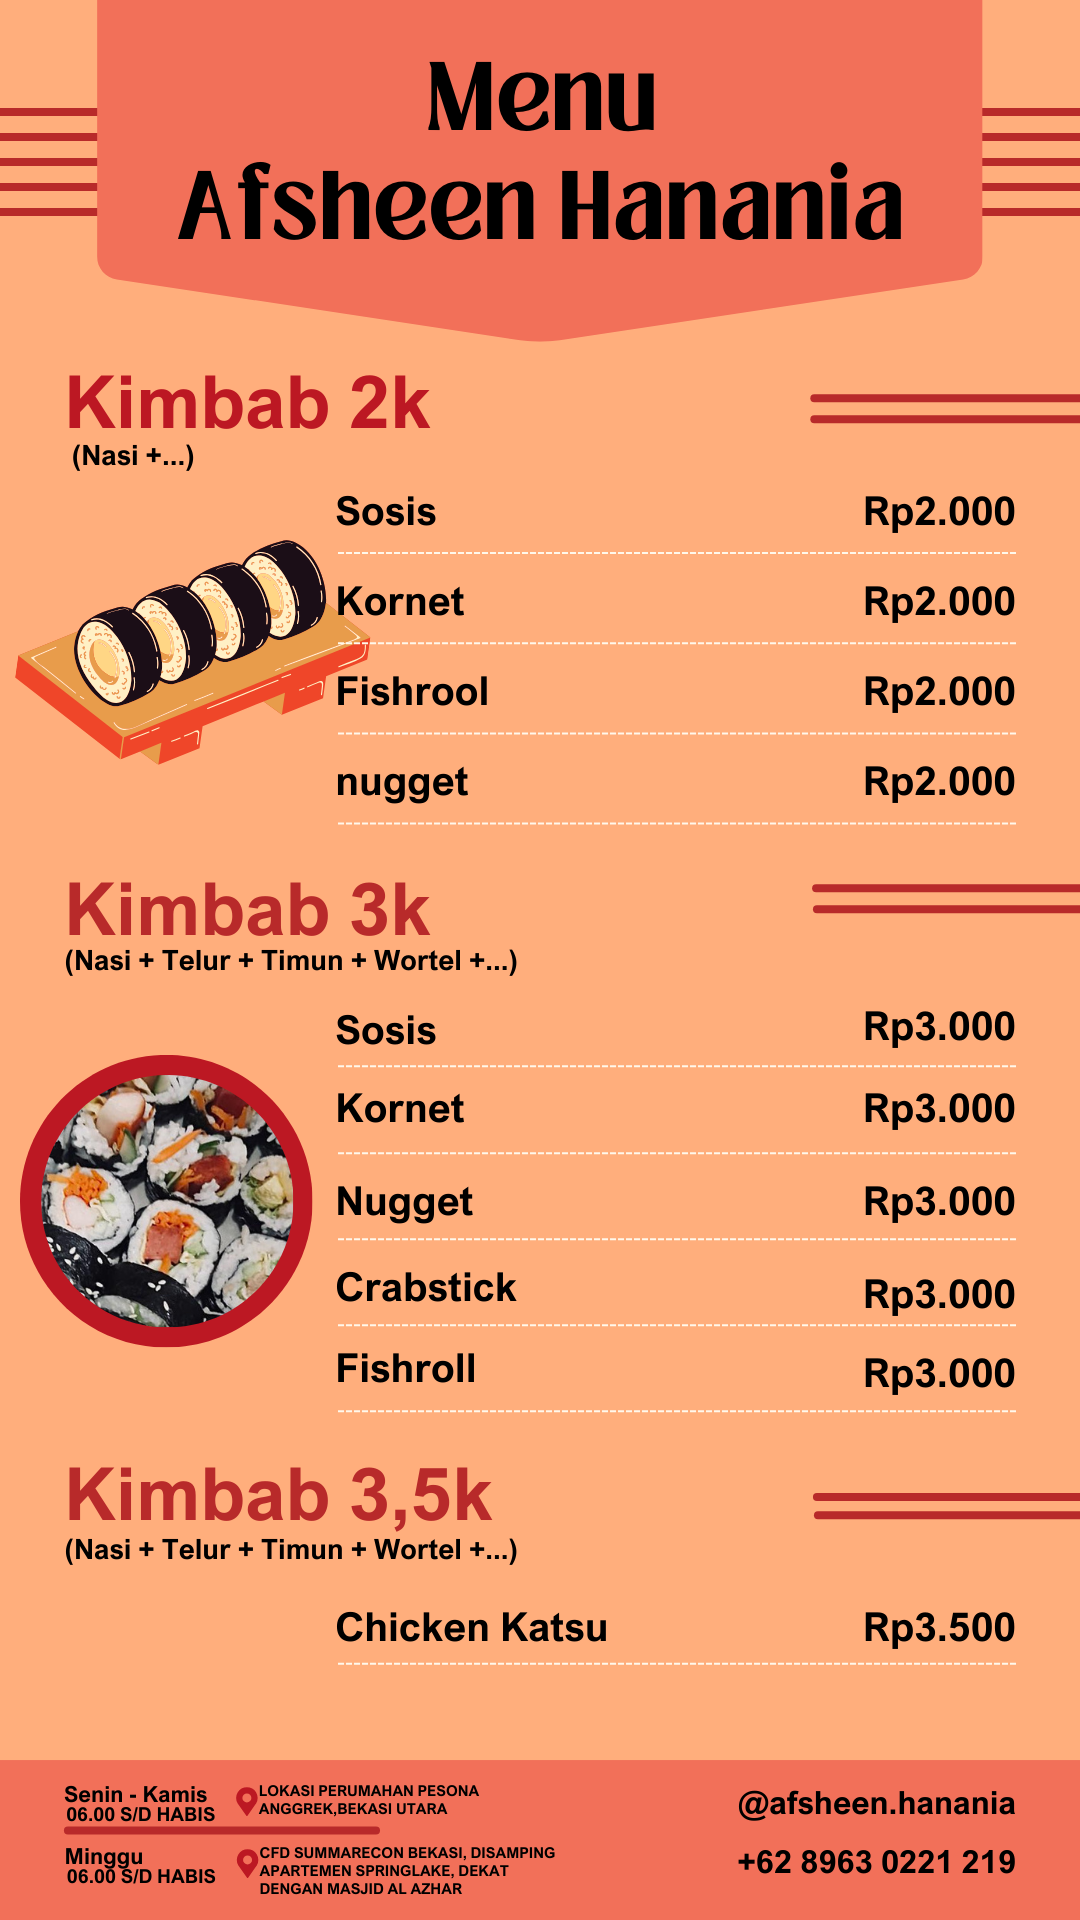 Menu
Afsheen Hanania
Kimbab 2k
(Nasi +...)
Sosis Rp2.000
Kornet Rp2.000
Fishrool Rp2.000
nugget Rp2.000
Kimbab 3k
(Nasi + Telur + Timun + Wortel +...)
Sosis Rp3.000
Kornet Rp3.000
Nugget Rp3.000
Crabstick Rp3.000
Fishroll Rp3.000
Kimbab 3,5k
(Nasi + Telur + Timun + Wortel +...)
Chicken Katsu Rp3.500
Senin - Kamis
06.00 S/D HABIS
LOKASI PERUMAHAN PESONA
ANGGREK,BEKASI UTARA
Minggu
06.00 S/D HABIS
CFD SUMMARECON BEKASI, DISAMPING
APARTEMEN SPRINGLAKE, DEKAT
DENGAN MASJID AL AZHAR
@afsheen.hanania
+62 8963 0221 219